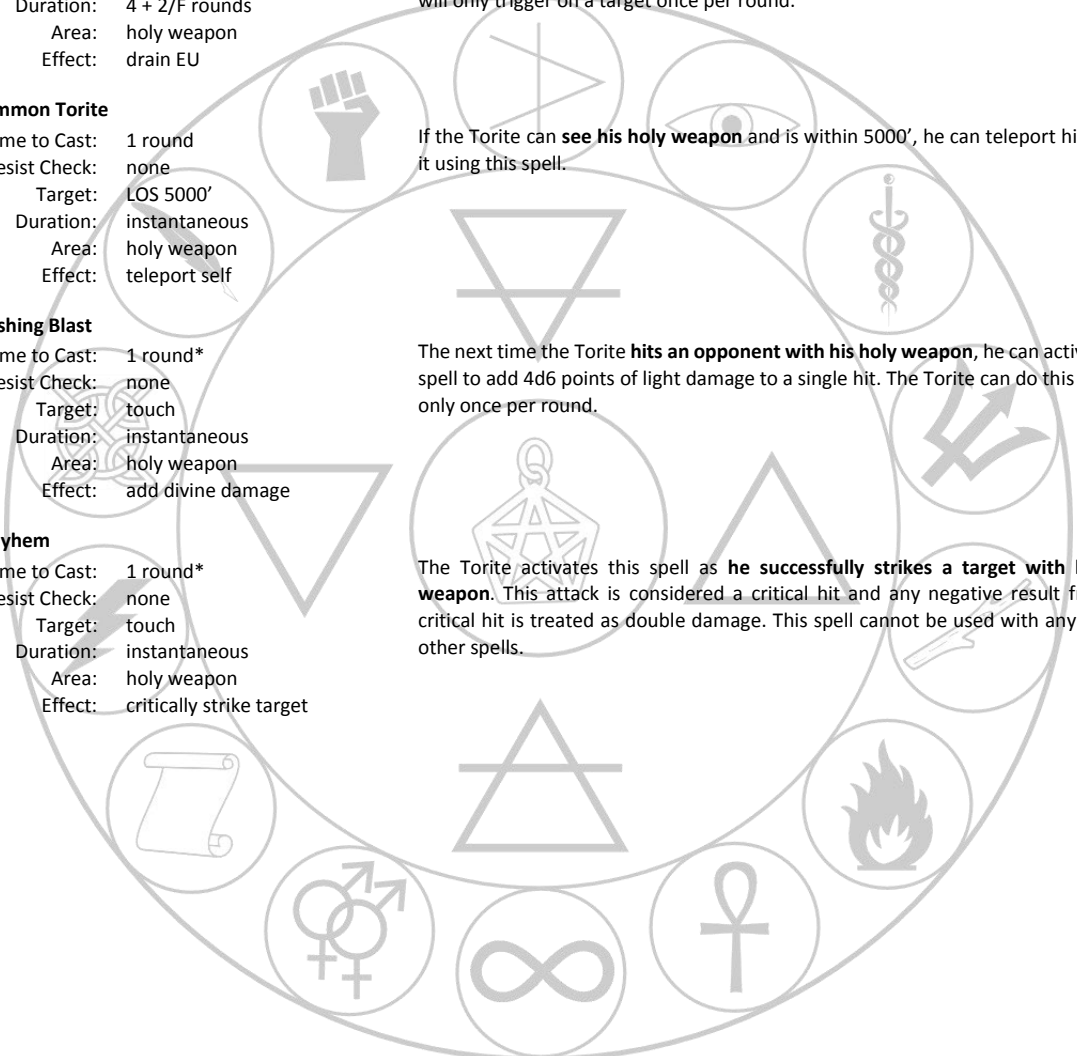 Duration: 4 + 2/F rounds
Area: holy weapon
Effect: drain EU
will only trigger on a target once per round.
mmon Torite
me to Cast: 1 round
esist Check: none
Target: LOS 5000’
Duration: instantaneous
Area: holy weapon
Effect: teleport self
If the Torite can see his holy weapon and is within 5000’, he can teleport hi
it using this spell.
shing Blast
me to Cast: 1 round*
esist Check: none
Target: touch
Duration: instantaneous
Area: holy weapon
Effect: add divine damage
The next time the Torite hits an opponent with his holy weapon, he can activ
spell to add 4d6 points of light damage to a single hit. The Torite can do this
only once per round.
yhem
me to Cast: 1 round*
esist Check: none
Target: touch
Duration: instantaneous
Area: holy weapon
Effect: critically strike target
The Torite activates this spell as he successfully strikes a target with
weapon. This attack is considered a critical hit and any negative result
critical hit is treated as double damage. This spell cannot be used with any
other spells.